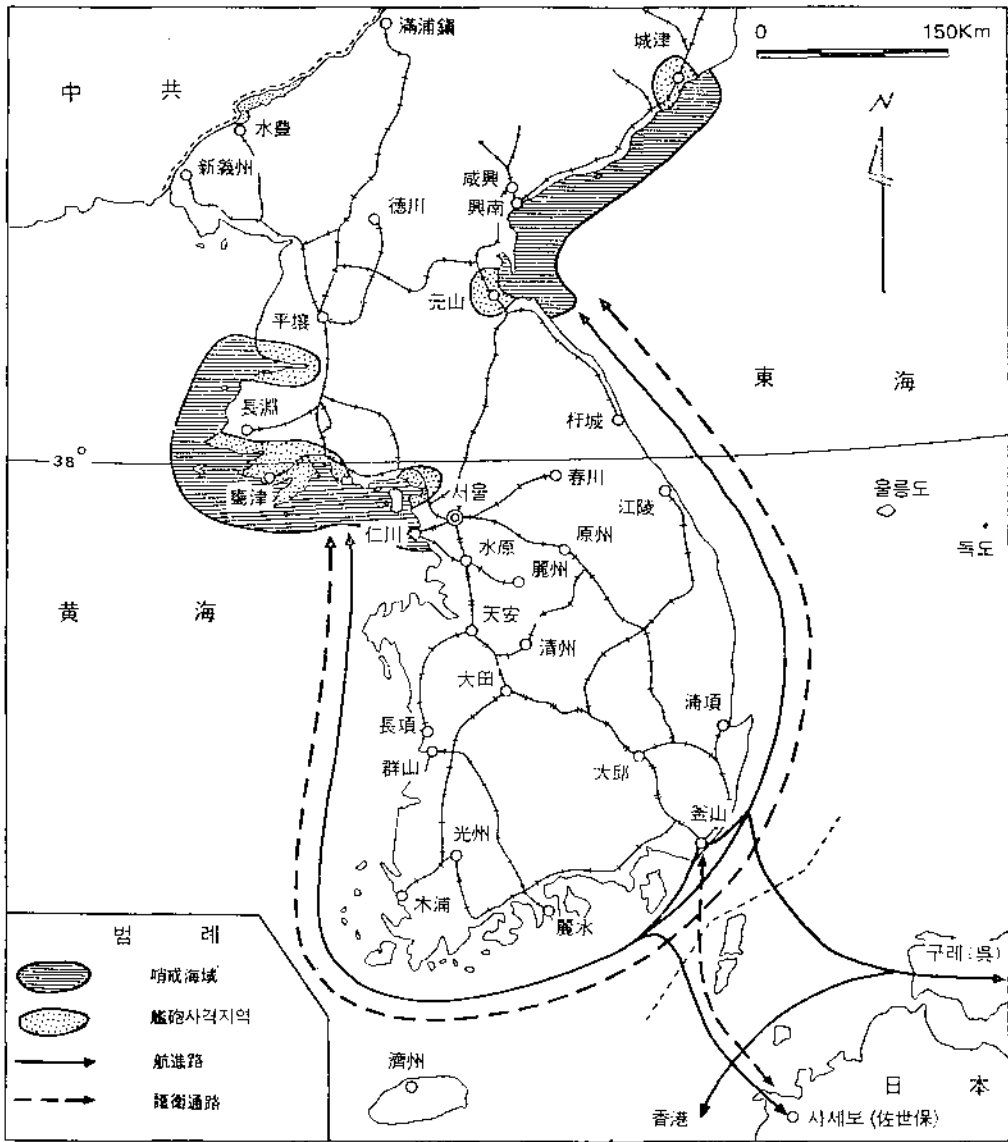 滿浦鎭
城津
0 150Km
中共
水豊
N
新義州
咸興
德川
興南
元山
平壤
東海
長淵
杆城
38°
甕津
서울
春川
江陵
울릉도
仁川
水原
原州
독도
麗州
黄海
天安
清州
大田
浦項
長項
群山
大邱
釜山
光州
木浦
麗水
범례
구레(吳)
哨戒海域
艦砲사격지역
航進路
濟州
日本
護衛通路
香港
사세보(佐世保)